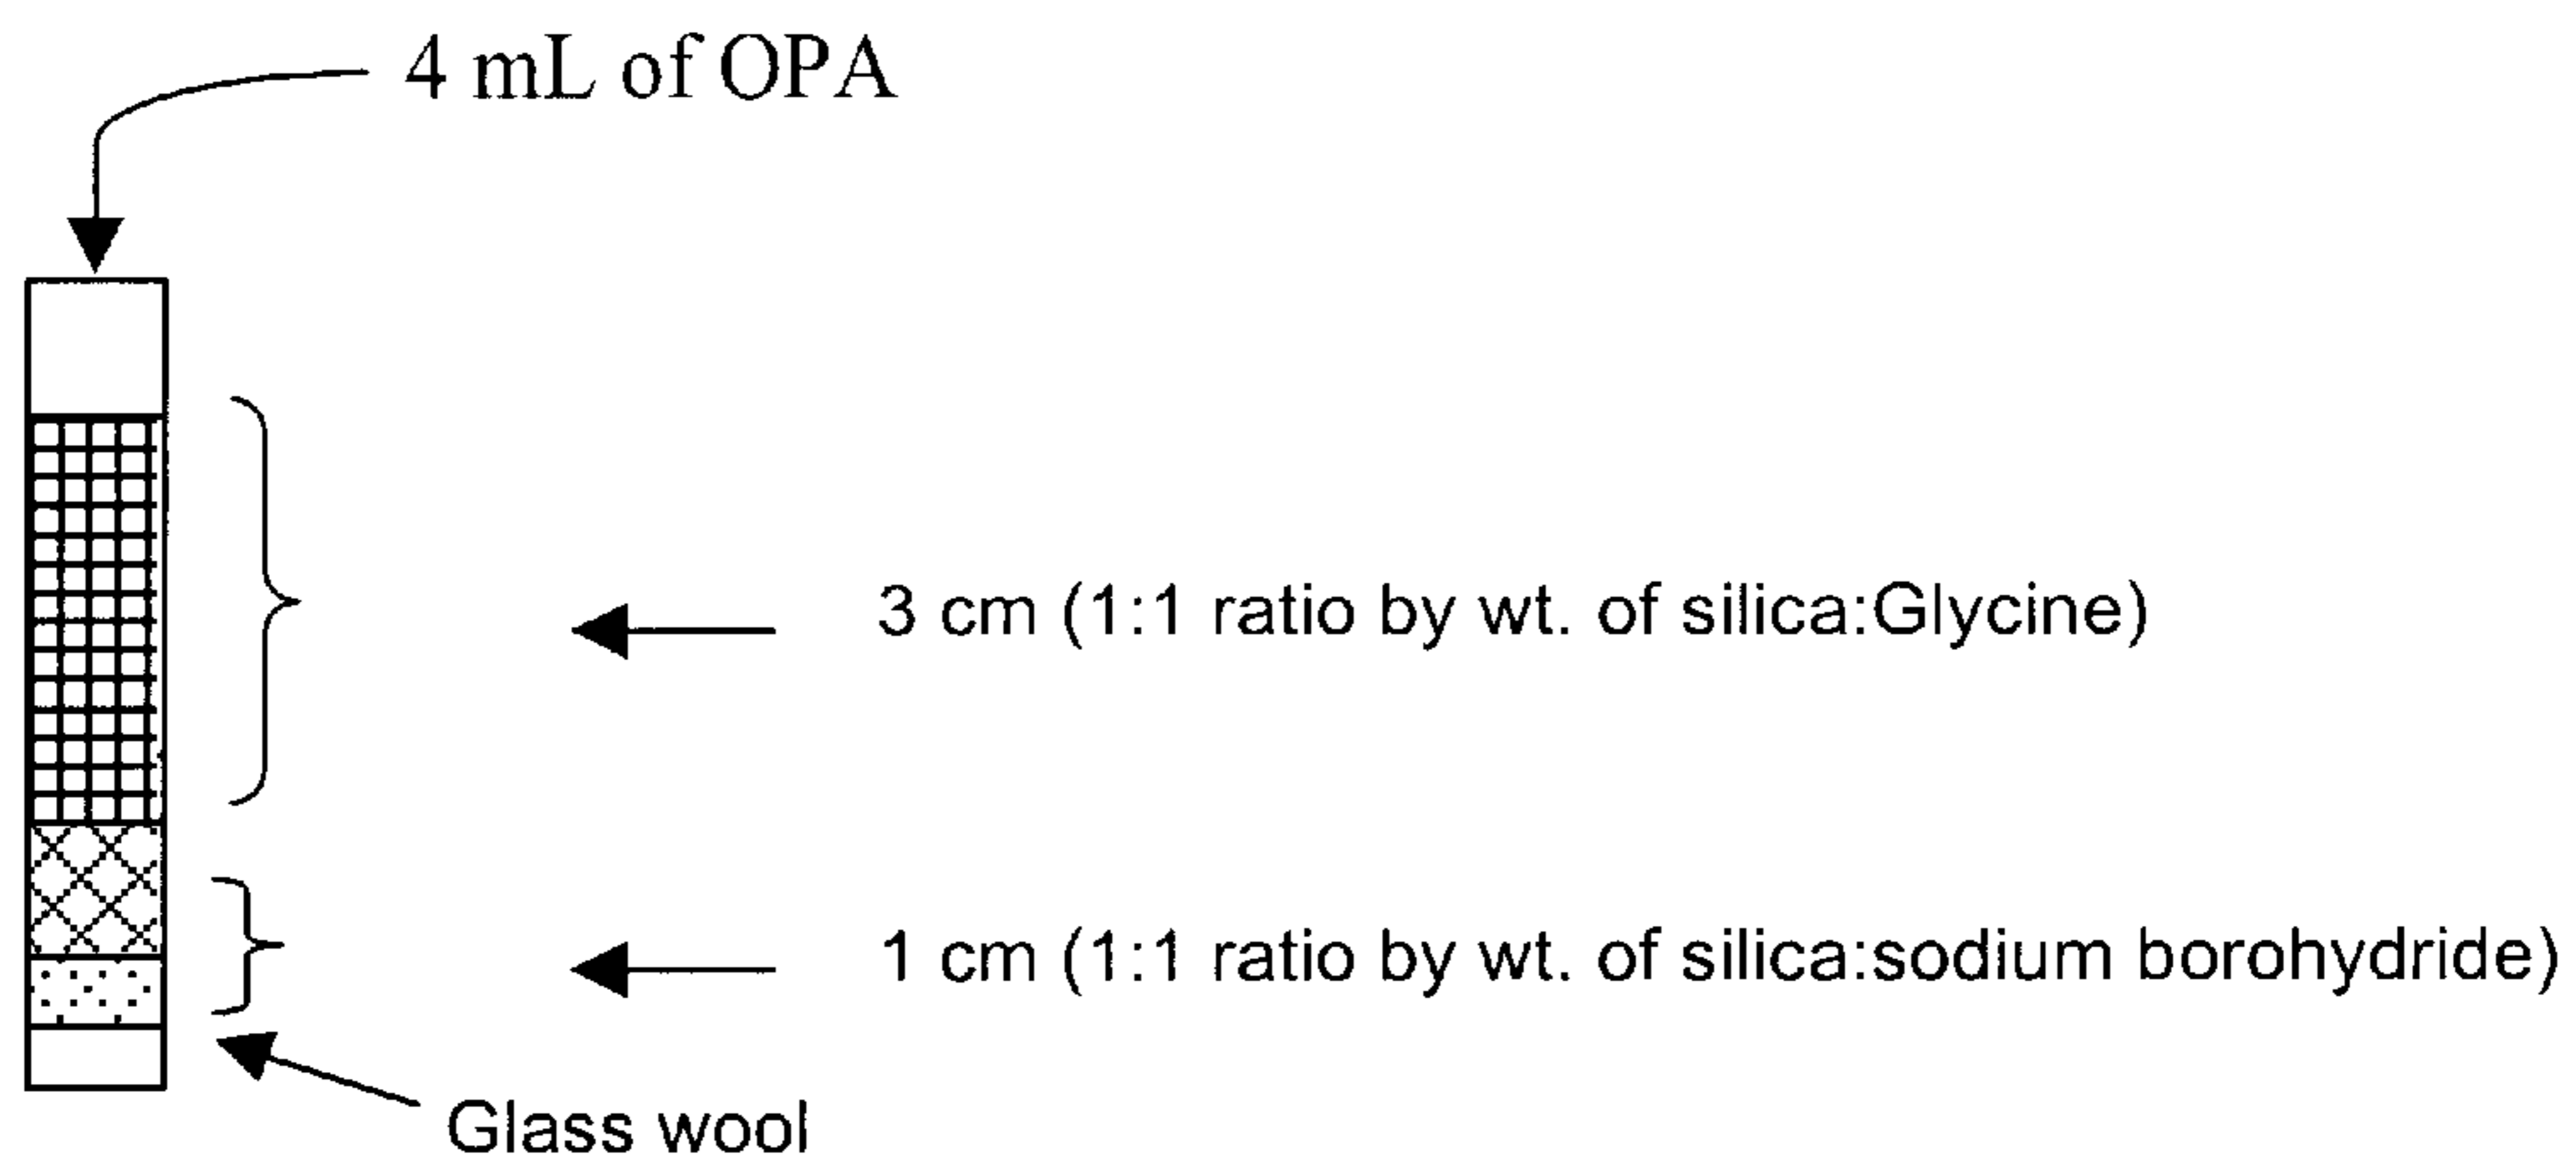 4 mL of OPA
3 cm (1:1 ratio by wt. of silica:Glycine)
1 cm (1:1 ratio by wt. of silica:sodium borohydride)
Glass wool